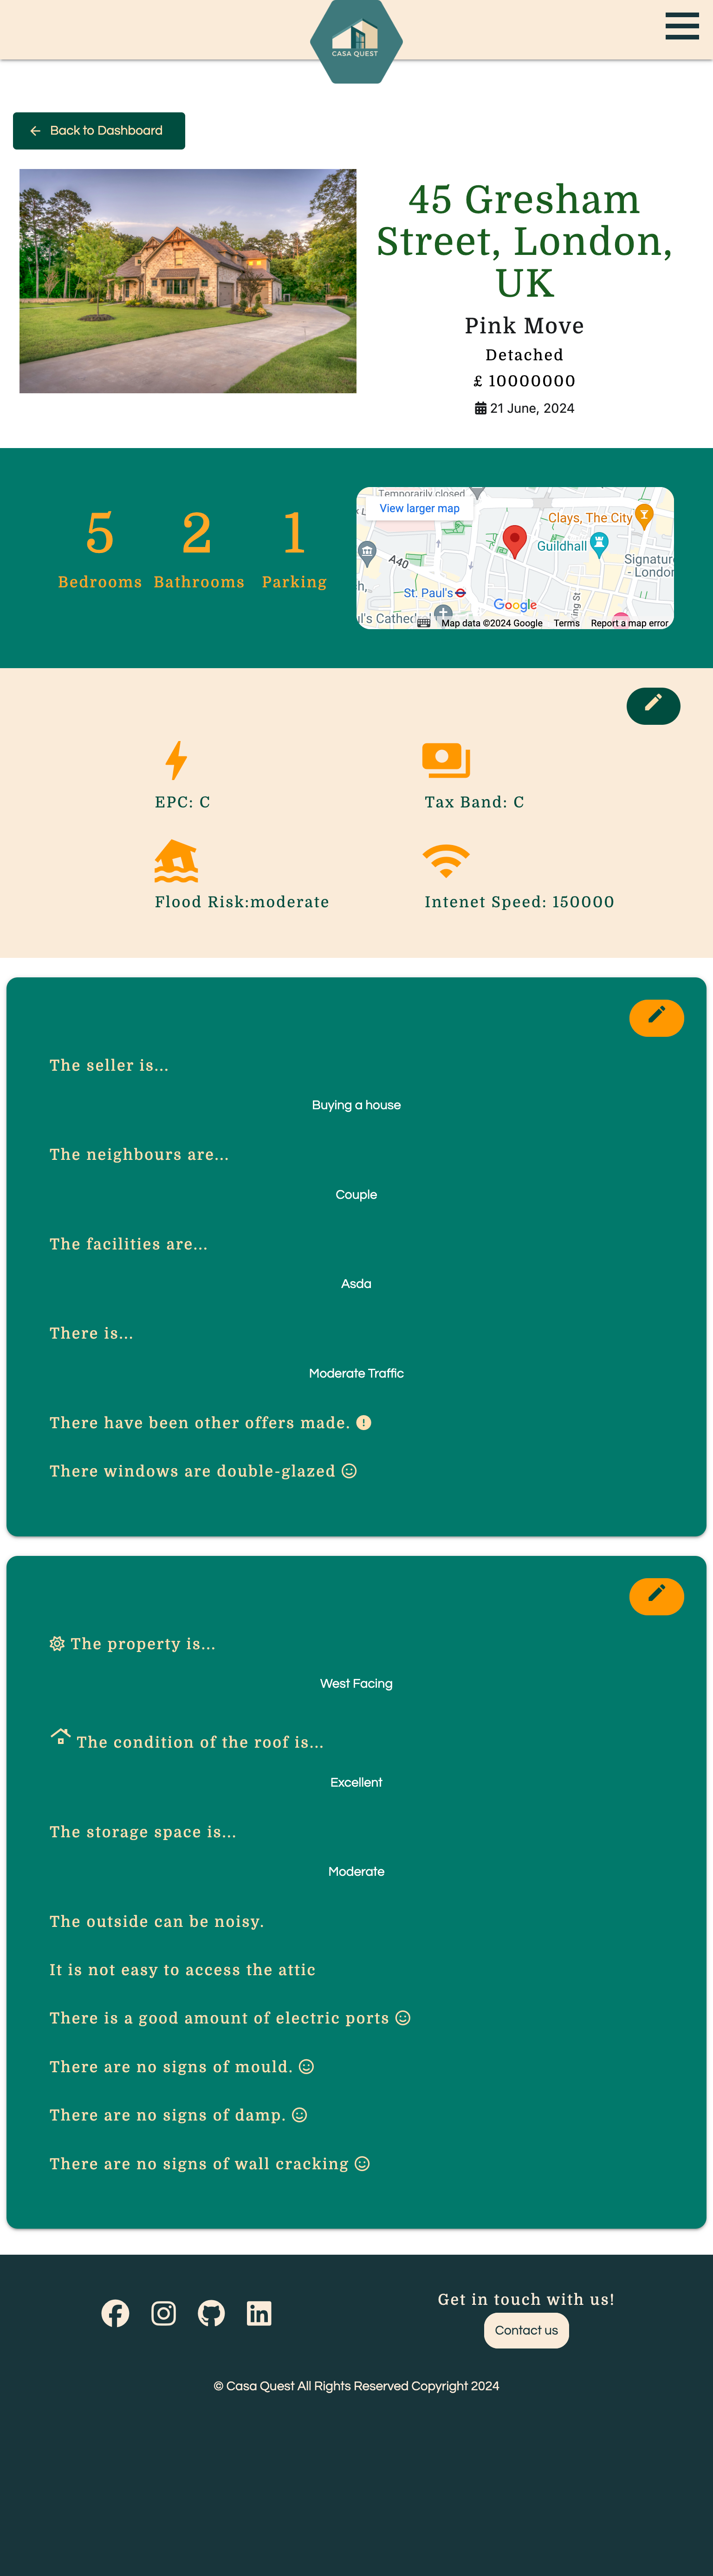 CASA QUEST
Back to Dashboard
45 Gresham
Street, London,
UK
Pink Move
Detached
£ 10000000
21 June, 2024
5
2
1
Bedrooms
Bathrooms
Parking
Temporarily closed
View larger map
Clays, The City
Guildhall
A40
Signature
- London
St. Paul's
Google
Map data ©2024 Google
Terms
Report a map error
EPC: C
Tax Band: C
Flood Risk:moderate
Intenet Speed: 150000
The seller is...
Buying a house
The neighbours are...
Couple
The facilities are...
Asda
There is...
Moderate Traffic
There have been other offers made.
There windows are double-glazed
The property is...
West Facing
The condition of the roof is...
Excellent
The storage space is...
Moderate
The outside can be noisy.
It is not easy to access the attic
There is a good amount of electric ports
There are no signs of mould.
There are no signs of damp.
There are no signs of wall cracking
Get in touch with us!
Contact us
© Casa Quest All Rights Reserved Copyright 2024